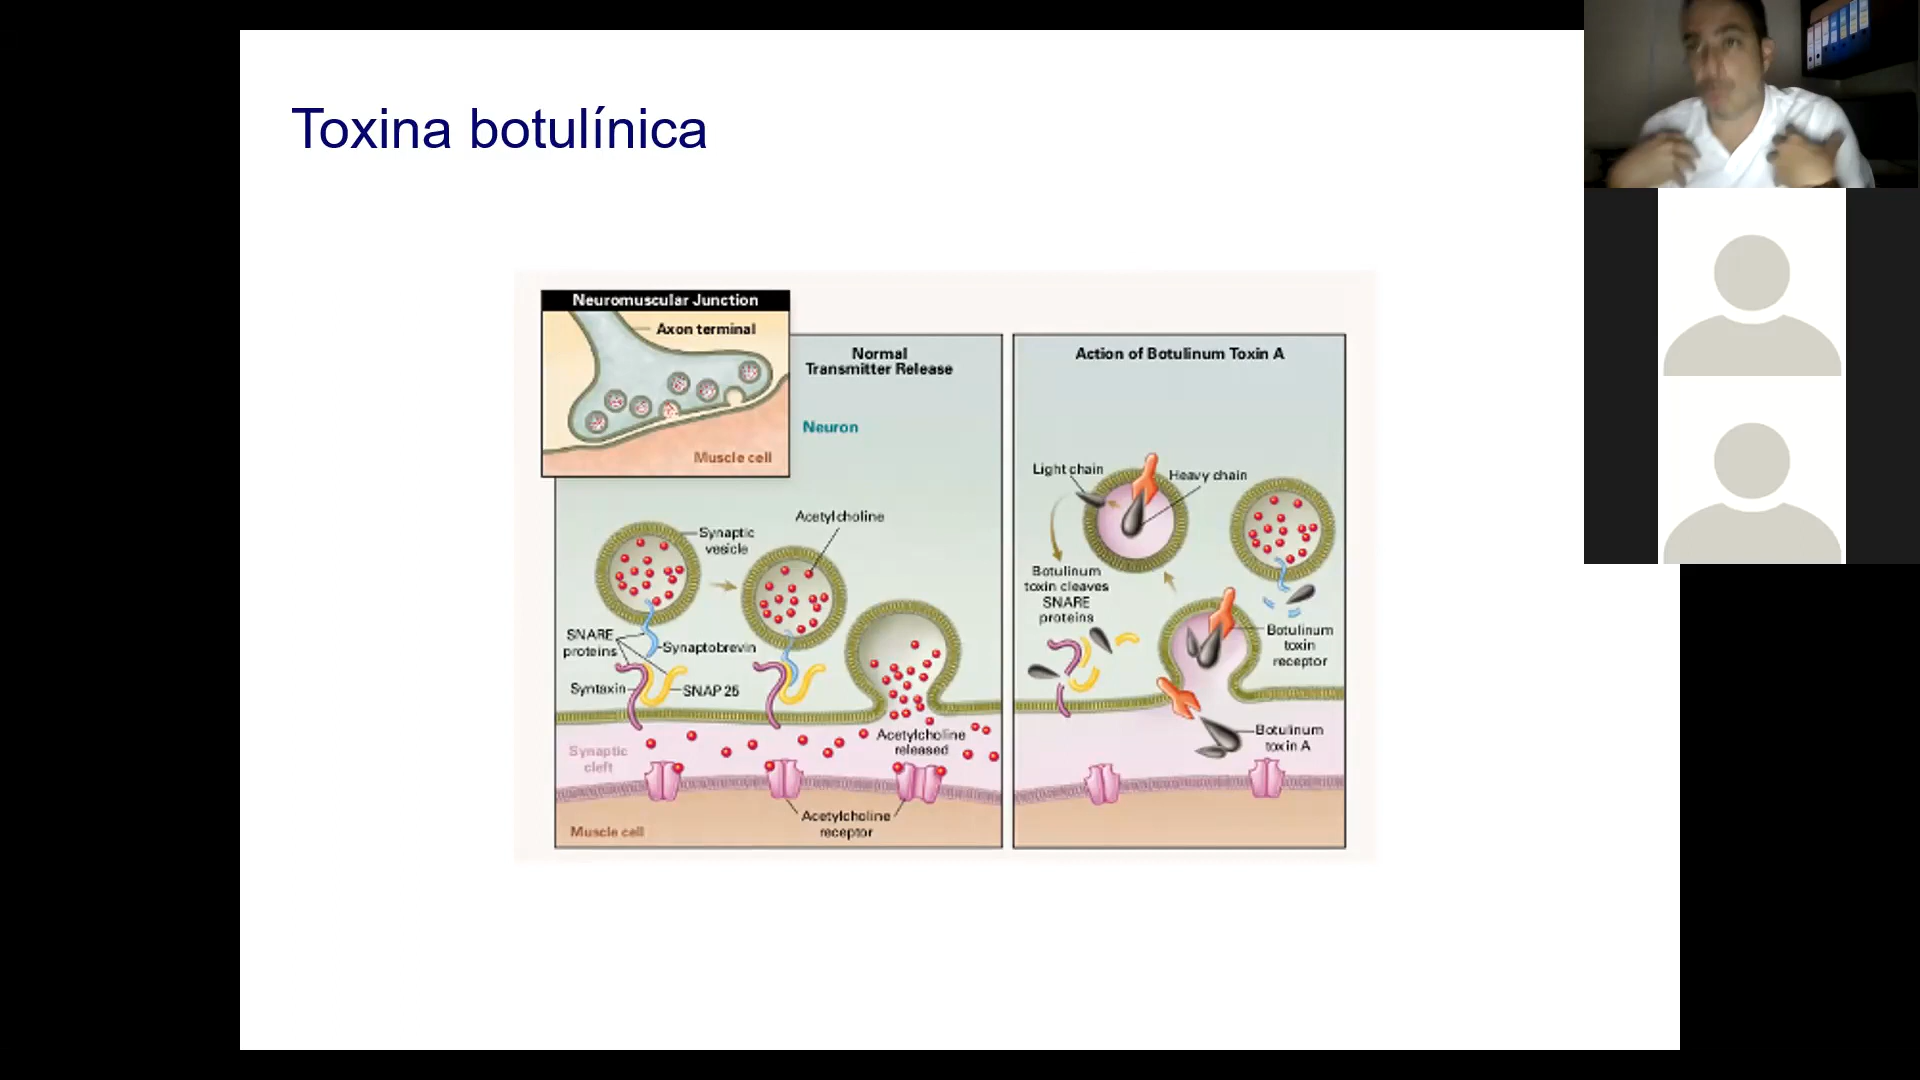 Toxina botulínica
Neuromuscular Junction
Axon terminal
Muscle cell
Normal
Transmitter Release
Neuron
Acetylcholine
Synaptic
vesicle
SNARE
proteins
Synaptobrevin
Syntaxin
SNAP 25
Acetylcholine
released
Synaptic
cleft
Acetylcholine
receptor
Muscle cell
Action of Botulinum Toxin A
Light chain
Heavy chain
Botulinum
toxin cleaves
SNARE
proteins
Botulinum
toxin
receptor
Botulinum
toxin A